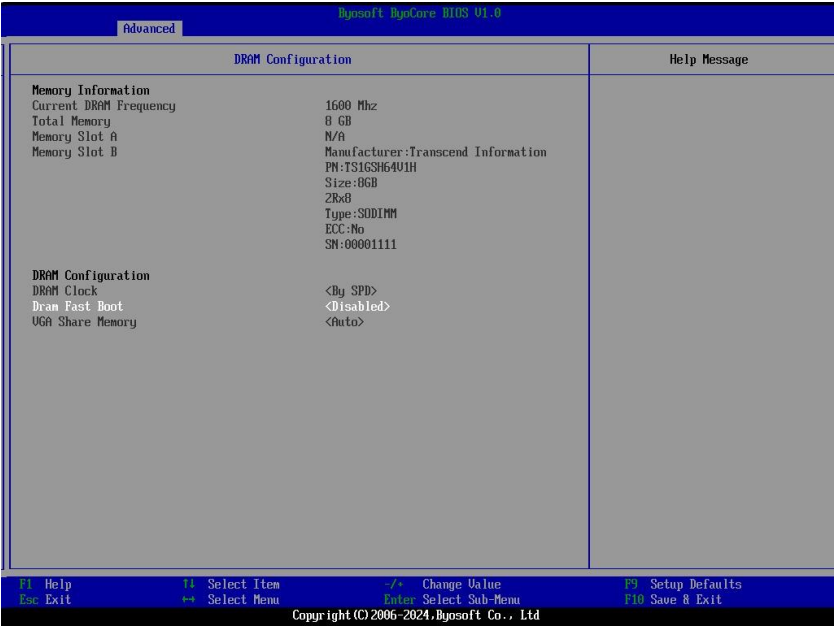 Byosoft ByoCore BIOS V1.0
Advanced
DRAM Configuration
Help Message
Memory Information
Current DRAM Frequency 1600 Mhz
Total Memory 8 GB
Memory Slot A N/A
Memory Slot B Manufacturer:Transcend Information
PN:TS1GSH64V1H
Size:8GB
2Rx8
Type:SODIMM
ECC:No
SN:00001111
DRAM Configuration
DRAM Clock <By SPD>
Dram Fast Boot <Disabled>
VGA Share Memory <Auto>
F1 Help ↑↓ Select Item -/+ Change Value F9 Setup Defaults
Esc Exit ↔ Select Menu Enter Select Sub-Menu F10 Save & Exit
Copyright(C)2006-2024,Byosoft Co., Ltd